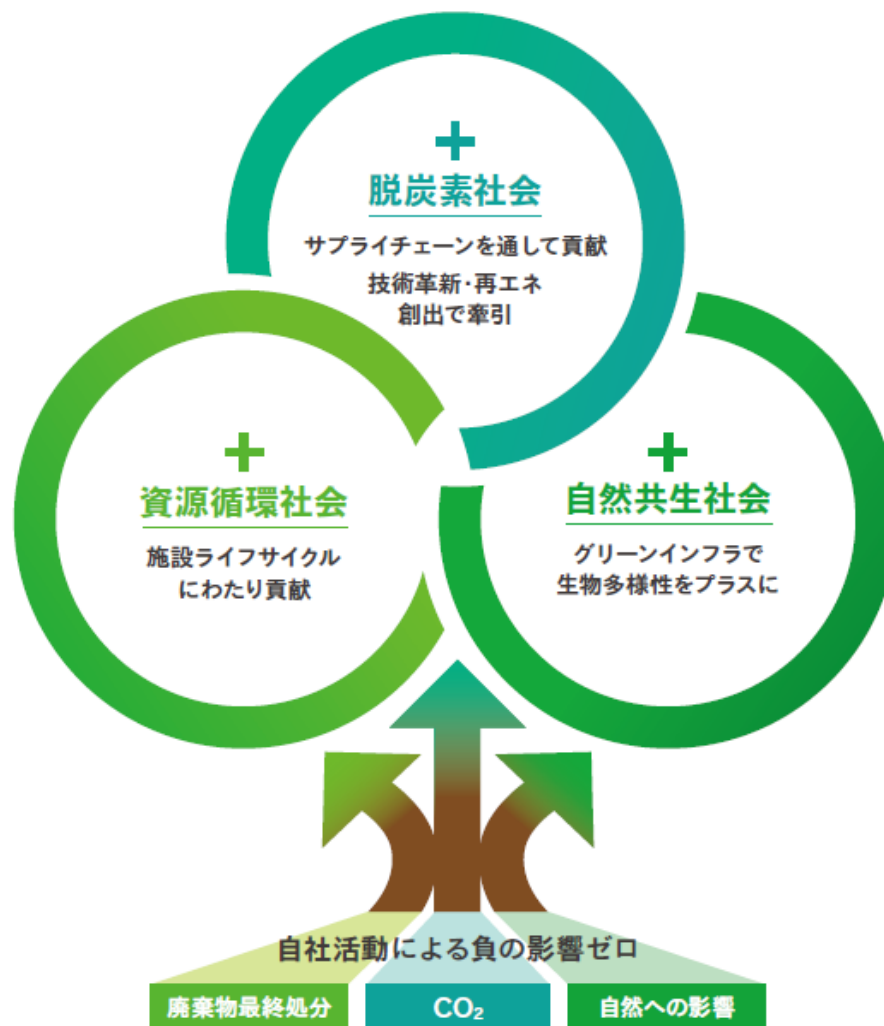 +
脱炭素社会
サプライチェーンを通して貢献
技術革新・再エネ
創出で牽引
+
資源循環社会
施設ライフサイクル
にわたり貢献
+
自然共生社会
グリーンインフラで
生物多様性をプラスに
自社活動による負の影響ゼロ
廃棄物最終処分
CO₂
自然への影響